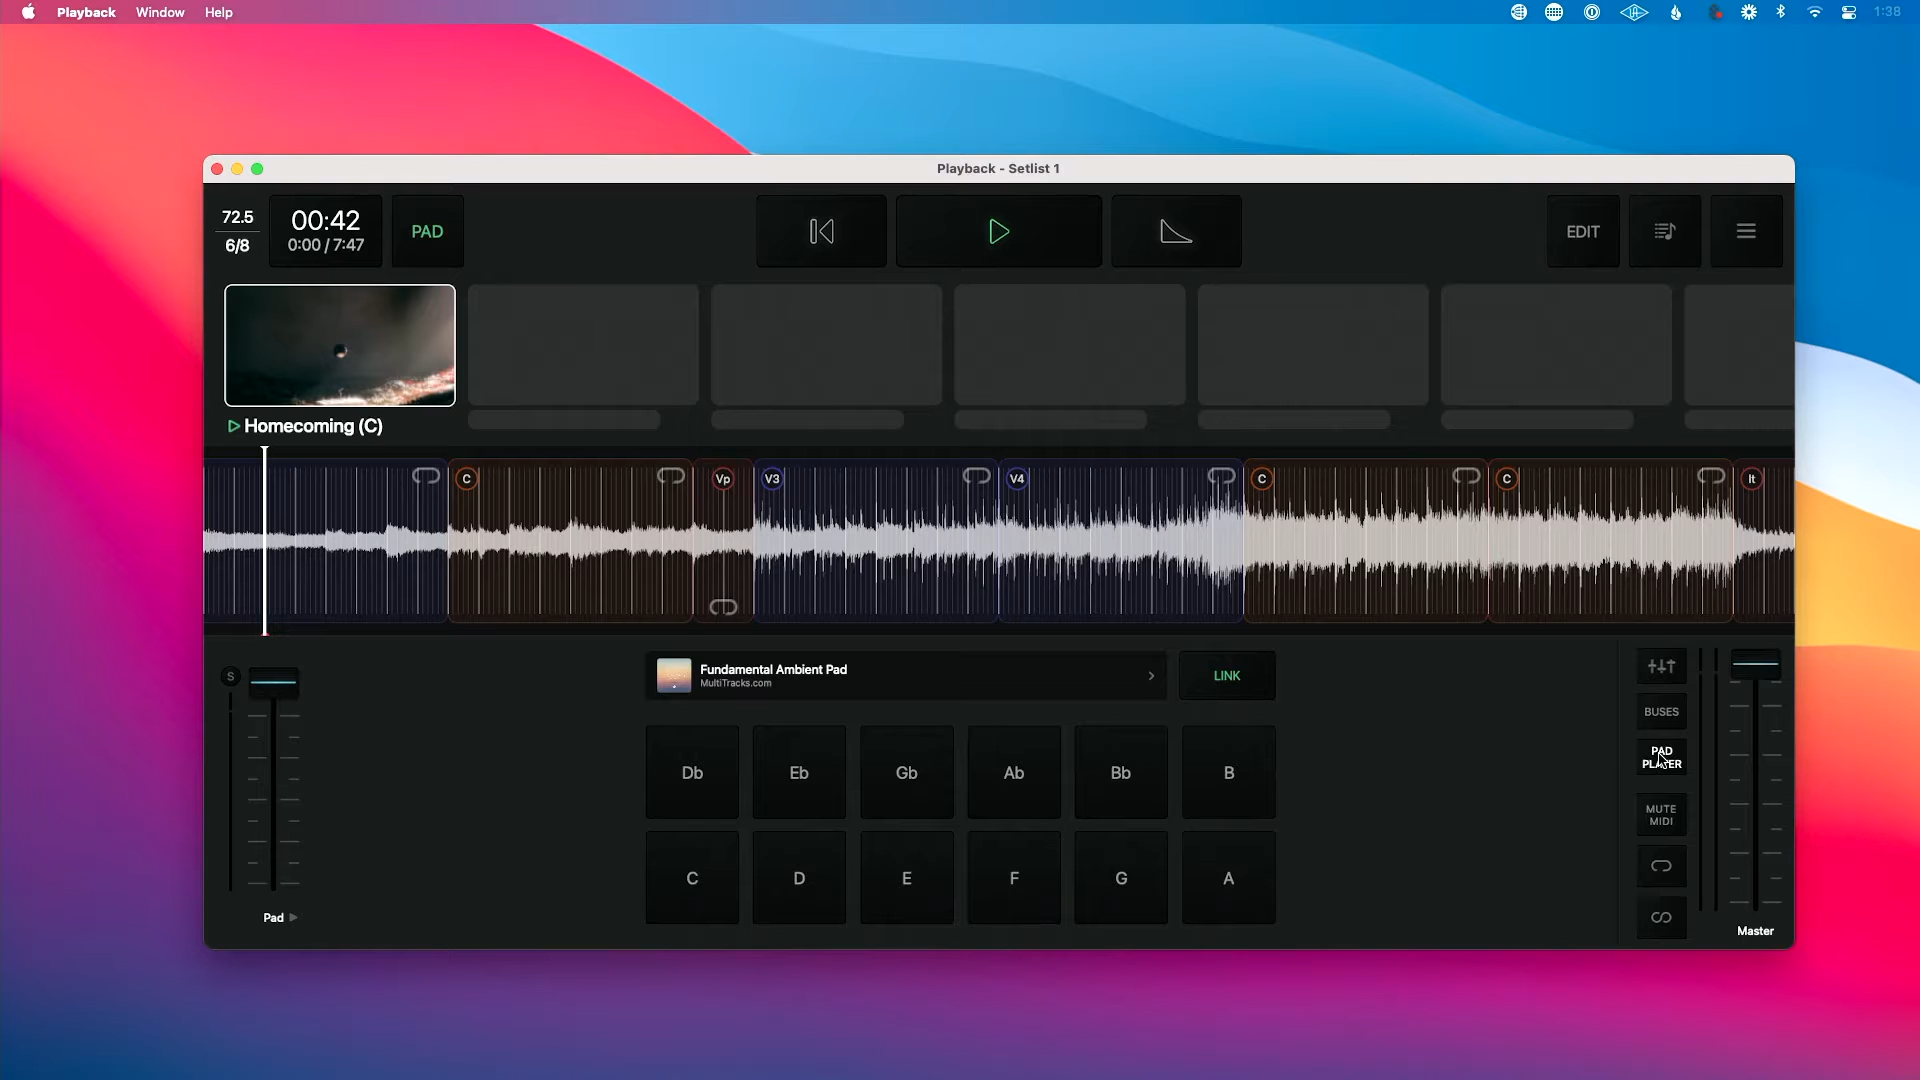 Playback Window Help
1:38
Playback - Setlist 1
72.5
6/8
00:42
0:00 / 7:47
PAD
EDIT
Homecoming (C)
C
Vp
V3
V4
C
C
It
S
Fundamental Ambient Pad
MultiTracks.com
LINK
BUSES
PAD
PLAYER
MUTE
MIDI
Db Eb Gb Ab Bb B
C D E F G A
Pad
Master